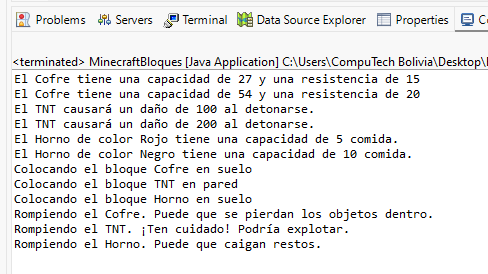 Problems Servers Terminal Data Source Explorer Properties
<terminated> MinecraftBloques [Java Application] C:\Users\CompuTech Bolivia\Desktop\
El Cofre tiene una capacidad de 27 y una resistencia de 15
El Cofre tiene una capacidad de 54 y una resistencia de 20
El TNT causará un daño de 100 al detonarse.
El TNT causará un daño de 200 al detonarse.
El Horno de color Rojo tiene una capacidad de 5 comida.
El Horno de color Negro tiene una capacidad de 10 comida.
Colocando el bloque Cofre en suelo
Colocando el bloque TNT en pared
Colocando el bloque Horno en suelo
Rompiendo el Cofre. Puede que se pierdan los objetos dentro.
Rompiendo el TNT. ¡Ten cuidado! Podría explotar.
Rompiendo el Horno. Puede que caigan restos.